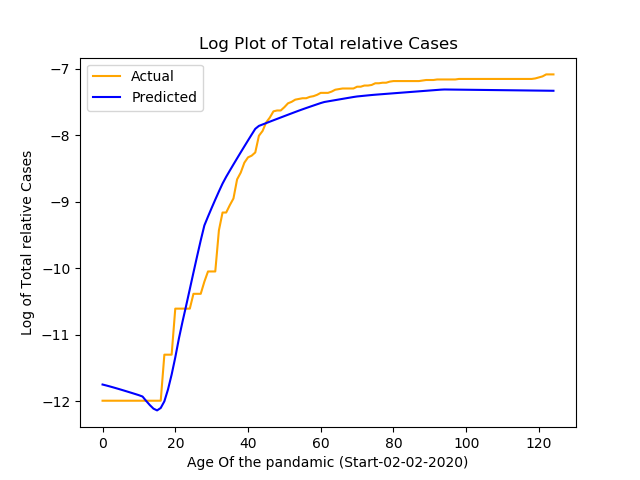 Log Plot of Total relative Cases
Actual
Predicted
Log of Total relative Cases
−7
−8
−9
−10
−11
−12
0 20 40 60 80 100 120
Age Of the pandamic (Start-02-02-2020)